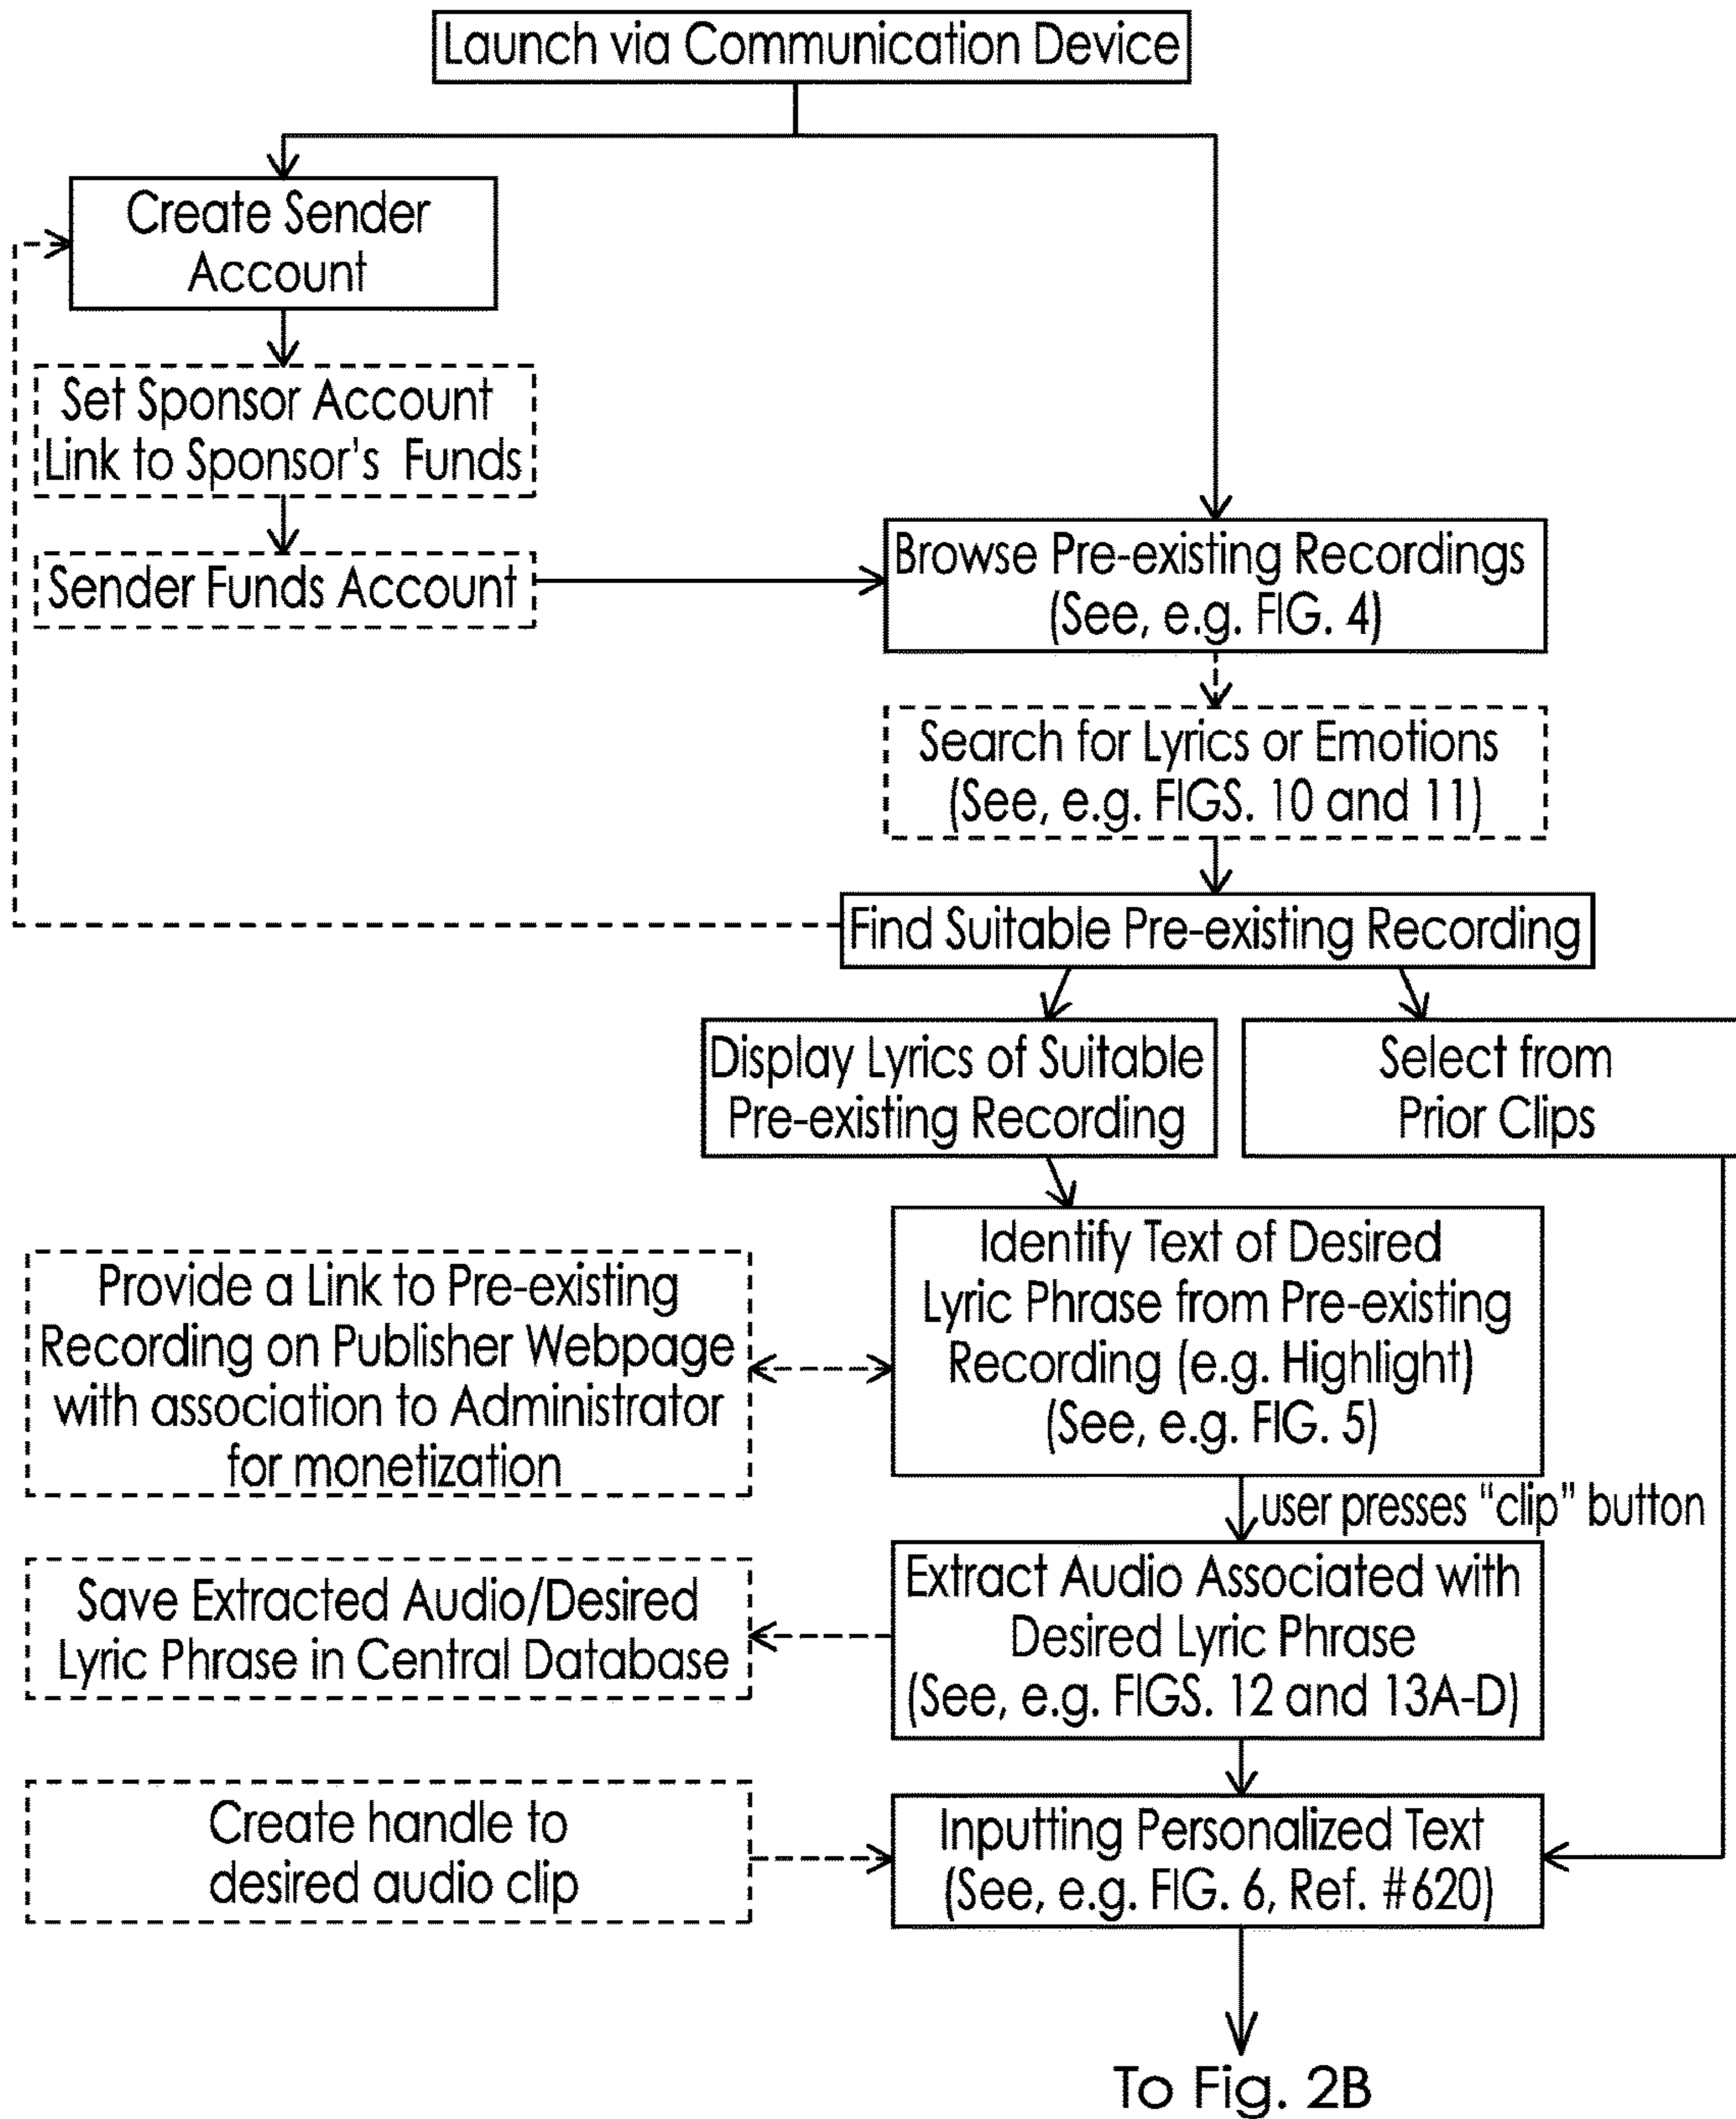 Launch via Communication Device
Create Sender
Account
Set Sponsor Account
Link to Sponsor's Funds
Sender Funds Account
Browse Pre-existing Recordings
(See, e.g. FIG. 4)
Search for Lyrics or Emotions
(See, e.g. FIGS. 10 and 11)
Find Suitable Pre-existing Recording
Display Lyrics of Suitable
Pre-existing Recording
Select from
Prior Clips
Identify Text of Desired
Lyric Phrase from Pre-existing
Recording (e.g. Highlight)
(See, e.g. FIG. 5)
Provide a Link to Pre-existing
Recording on Publisher Webpage
with association to Administrator
for monetization
user presses "clip" button
Extract Audio Associated with
Desired Lyric Phrase
(See, e.g. FIGS. 12 and 13A-D)
Save Extracted Audio/Desired
Lyric Phrase in Central Database
Create handle to
desired audio clip
Inputting Personalized Text
(See, e.g. FIG. 6, Ref. #620)
To Fig. 2B